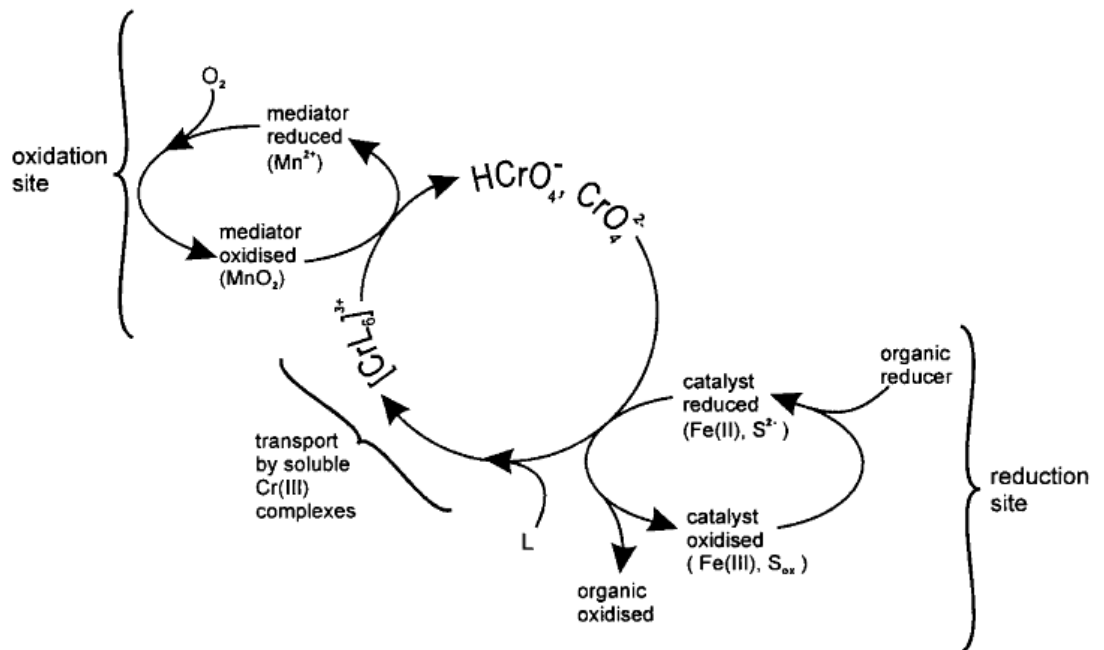 O₂
mediator
reduced
(Mn²⁺)
oxidation
site
mediator
oxidised
(MnO₂)
HCrO₄⁻, CrO₄²⁻
[CrL₆]³⁺
transport
by soluble
Cr(III)
complexes
L
organic
reducer
catalyst
reduced
(Fe(II), S²⁻)
catalyst
oxidised
( Fe(III), Sₒₓ)
organic
oxidised
reduction
site